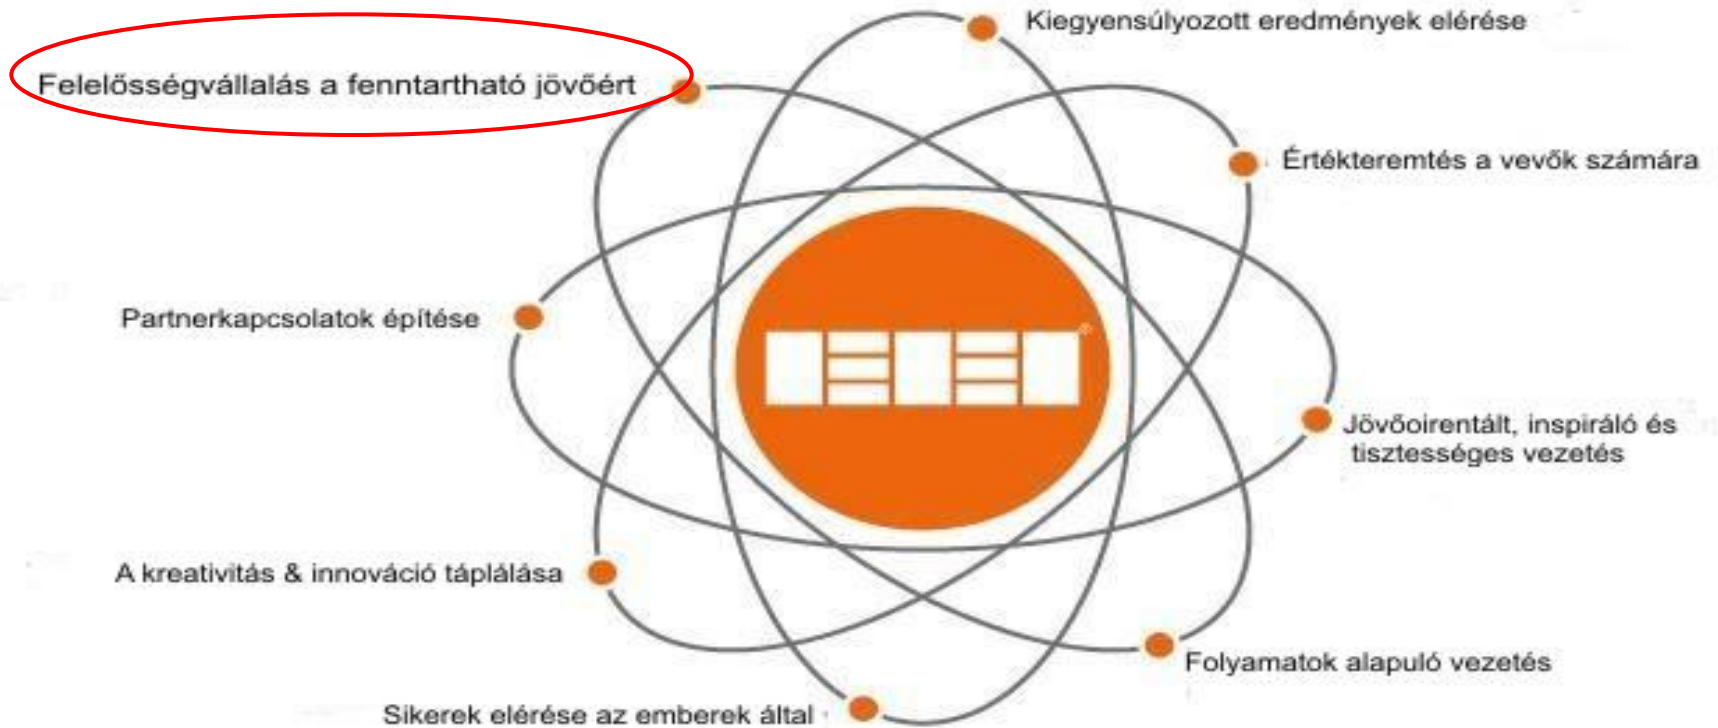 Kiegyensúlyozott eredmények elérése
Felelősségvállalás a fenntartható jövőért
Értékteremtés a vevők számára
Partnerkapcsolatok építése
®
Jövőirentált, inspiráló és
tisztességes vezetés
A kreativitás & innováció táplálása
Folyamatok alapuló vezetés
Sikerek elérése az emberek által